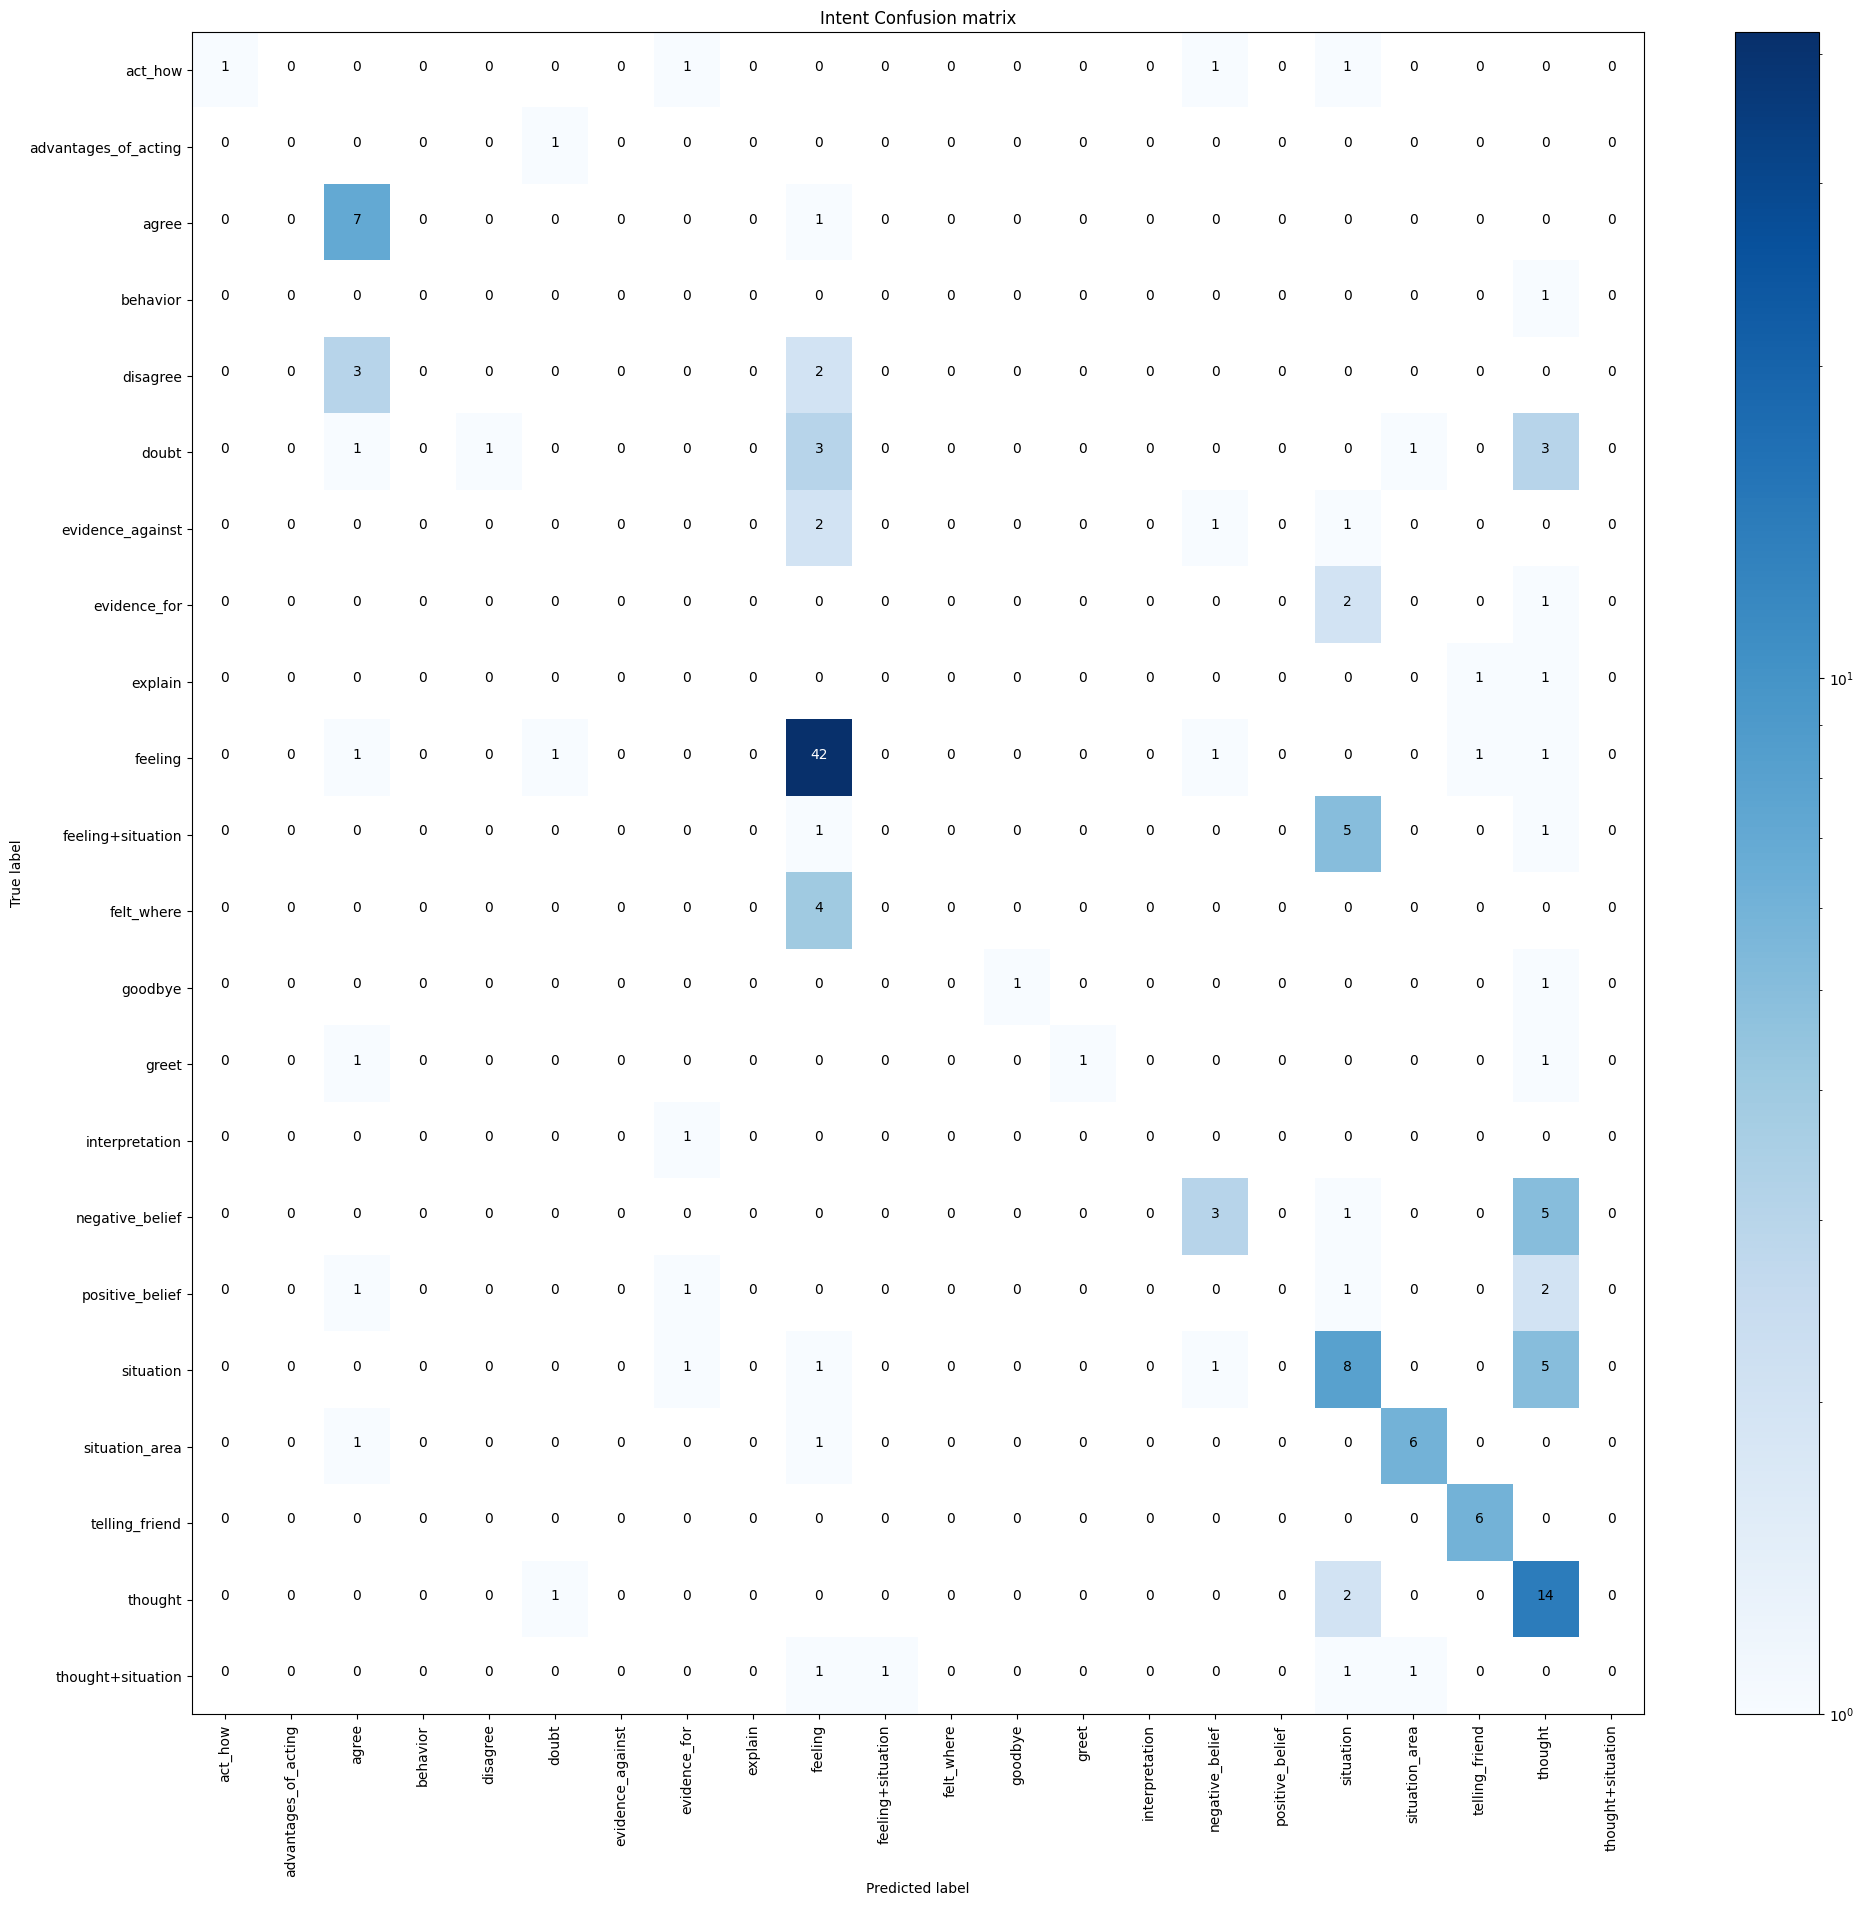 Intent Confusion matrix
act_how 1 0 0 0 0 0 0 1 0 0 0 0 0 0 0 1 0 1 0 0 0 0
advantages_of_acting 0 0 0 0 0 1 0 0 0 0 0 0 0 0 0 0 0 0 0 0 0 0
agree 0 0 7 0 0 0 0 0 0 1 0 0 0 0 0 0 0 0 0 0 0 0
behavior 0 0 0 0 0 0 0 0 0 0 0 0 0 0 0 0 0 0 0 0 1 0
disagree 0 0 3 0 0 0 0 0 0 2 0 0 0 0 0 0 0 0 0 0 0 0
doubt 0 0 1 0 1 0 0 0 0 3 0 0 0 0 0 0 0 0 1 0 3 0
evidence_against 0 0 0 0 0 0 0 0 0 2 0 0 0 0 0 1 0 1 0 0 0 0
evidence_for 0 0 0 0 0 0 0 0 0 0 0 0 0 0 0 0 0 2 0 0 1 0
explain 0 0 0 0 0 0 0 0 0 0 0 0 0 0 0 0 0 0 0 1 1 0
10^1
feeling 0 0 1 0 0 1 0 0 0 42 0 0 0 0 0 1 0 0 0 1 1 0
feeling+situation 0 0 0 0 0 0 0 0 0 1 0 0 0 0 0 0 0 5 0 0 1 0
True label
felt_where 0 0 0 0 0 0 0 0 0 4 0 0 0 0 0 0 0 0 0 0 0 0
goodbye 0 0 0 0 0 0 0 0 0 0 0 0 1 0 0 0 0 0 0 0 1 0
greet 0 0 1 0 0 0 0 0 0 0 0 0 0 1 0 0 0 0 0 0 1 0
interpretation 0 0 0 0 0 0 0 1 0 0 0 0 0 0 0 0 0 0 0 0 0 0
negative_belief 0 0 0 0 0 0 0 0 0 0 0 0 0 0 0 3 0 1 0 0 5 0
positive_belief 0 0 1 0 0 0 0 1 0 0 0 0 0 0 0 0 0 1 0 0 2 0
situation 0 0 0 0 0 0 0 1 0 1 0 0 0 0 0 1 0 8 0 0 5 0
situation_area 0 0 1 0 0 0 0 0 0 1 0 0 0 0 0 0 0 0 6 0 0 0
telling_friend 0 0 0 0 0 0 0 0 0 0 0 0 0 0 0 0 0 0 0 6 0 0
thought 0 0 0 0 0 1 0 0 0 0 0 0 0 0 0 0 0 2 0 0 14 0
thought+situation 0 0 0 0 0 0 0 0 0 1 1 0 0 0 0 0 0 1 1 0 0 0
10^0
act_how
advantages_of_acting
agree
behavior
disagree
doubt
evidence_against
evidence_for
explain
feeling
feeling+situation
felt_where
goodbye
greet
interpretation
negative_belief
positive_belief
situation
situation_area
telling_friend
thought
thought+situation
Predicted label